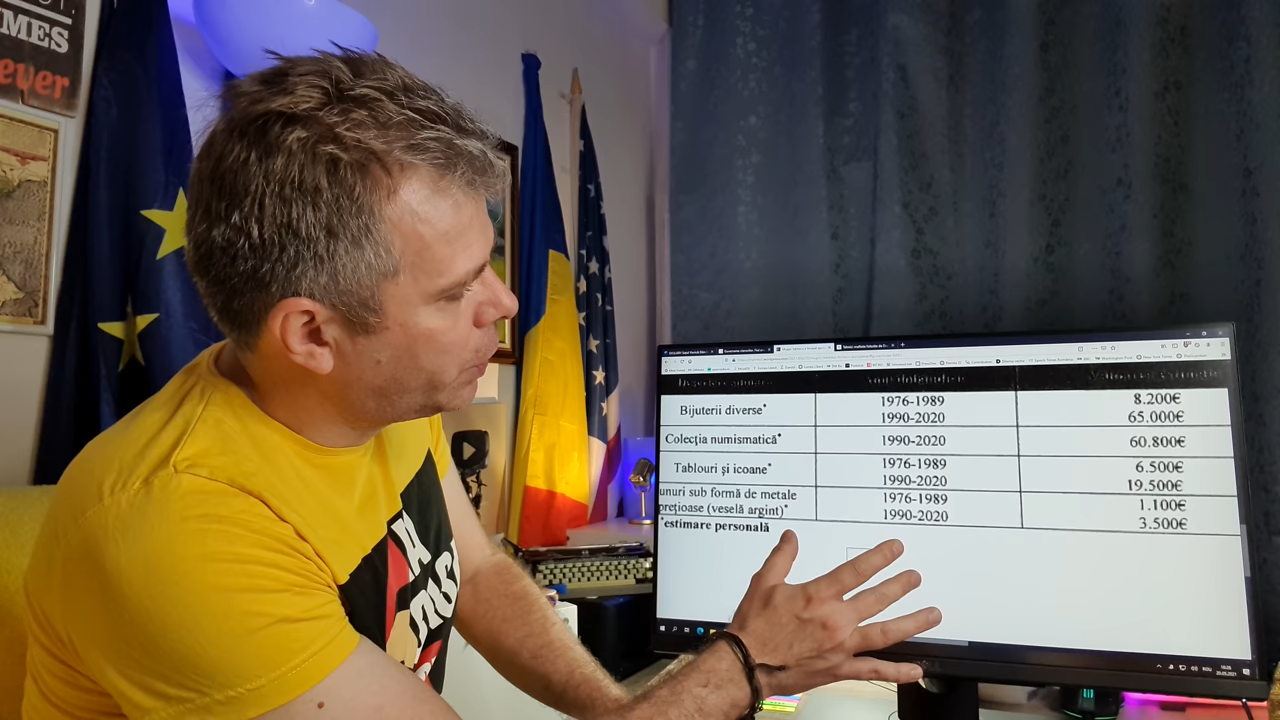 MES
ever
Bijuterii diverse*
1976-1989
8.200€
1990-2020
65.000€
Colecția numismatică*
1990-2020
60.800€
Tablouri și icoane*
1976-1989
6.500€
1990-2020
19.500€
unuri sub formă de metale
prețioase (veselă argint)*
1976-1989
1.100€
1990-2020
3.500€
*estimare personală